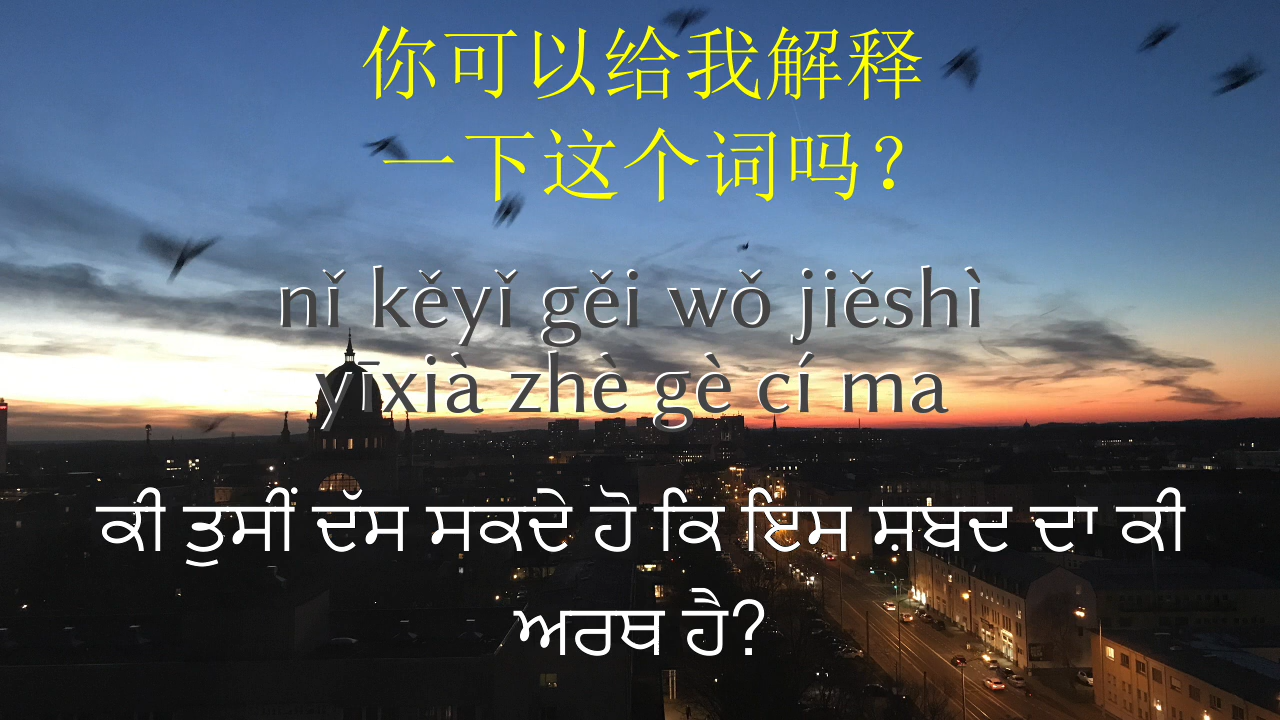 你可以给我解释
一下这个词吗？
nǐ kěyǐ gěi wǒ jiěshì
yīxià zhè gè cí ma
ਕੀ ਤੁਸੀਂ ਦੱਸ ਸਕਦੇ ਹੋ ਕਿ ਇਸ ਸ਼ਬਦ ਦਾ ਕੀ
ਅਰਥ ਹੈ?